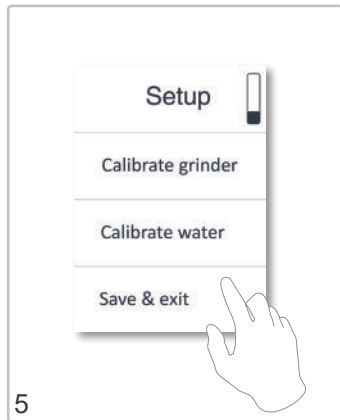 Setup
Calibrate grinder
Calibrate water
Save & exit
5